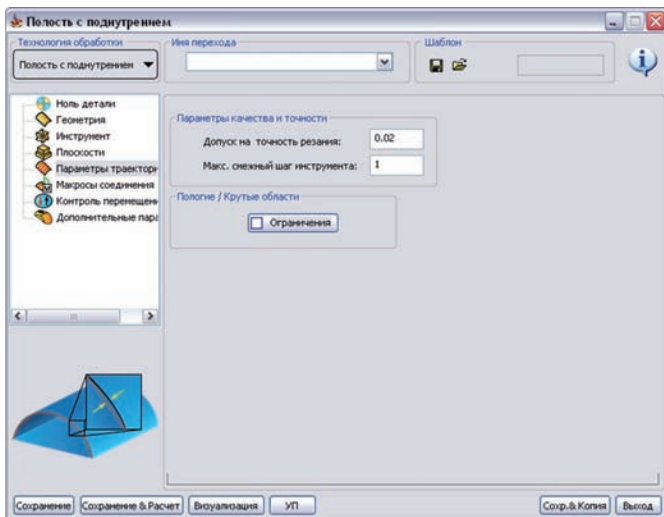 Полость с поднутрением
Технология обработки
Полость с поднутрением
Имя перехода
Шаблон
Ноль детали
Геометрия
Инструмент
Плоскости
Параметры траектори
Макросы соединения
Контроль перемещен
Дополнительные пара
Параметры качества и точности
Допуск на точность резания: 0.02
Макс. смежный шаг инструмента: 1
Пологие / Крутые области
Ограничения
Сохранение Сохранение & Расчет Визуализация УП Сохр.& Копия Выход